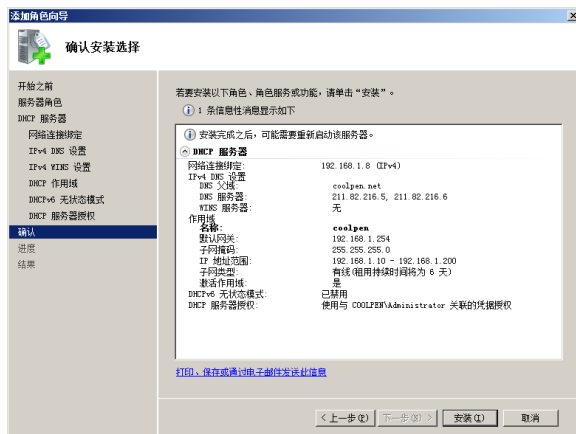 添加角色向导
确认安装选择
开始之前
服务器角色
DHCP 服务器
网络连接绑定
IPv4 DNS 设置
IPv4 WINS 设置
DHCP 作用域
DHCPv6 无状态模式
DHCP 服务器授权
确认
进度
结果
若要安装以下角色、角色服务或功能，请单击“安装”。
1 条信息性消息显示如下
安装完成之后，可能需要重新启动该服务器。
DHCP 服务器
网络连接绑定: 192.168.1.8 (IPv4)
IPv4 DNS 设置
DNS 父域: coolpen.net
DNS 服务器: 211.82.216.5, 211.82.216.6
WINS 服务器: 无
作用域
名称: coolpen
默认网关: 192.168.1.254
子网掩码: 255.255.255.0
IP 地址范围: 192.168.1.10 - 192.168.1.200
子网类型: 有线(租用持续时间将为 6 天)
激活作用域: 是
DHCPv6 无状态模式: 已禁用
DHCP 服务器授权: 使用与 COOLPEN\Administrator 关联的凭据授权
打印、保存或通过电子邮件发送此信息
< 上一步(P) 下一步(N) > 安装(I) 取消